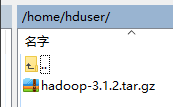 /home/hduser/
名字
..
hadoop-3.1.2.tar.gz